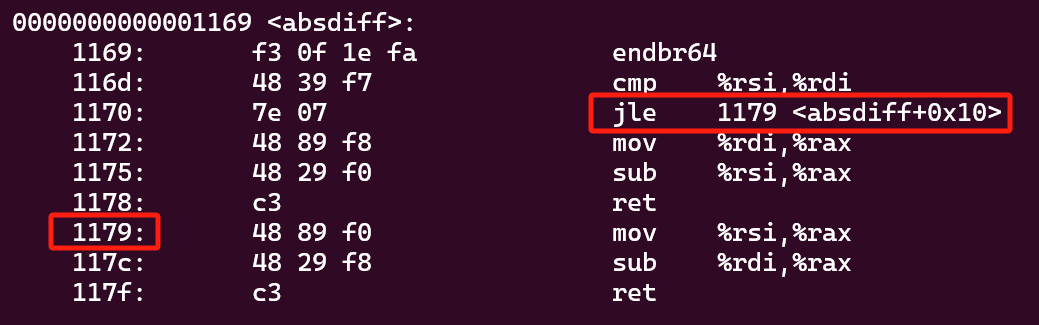 0000000000001169 <absdiff>:
1169: f3 0f 1e fa endbr64
116d: 48 39 f7 cmp %rsi,%rdi
1170: 7e 07 jle 1179 <absdiff+0x10>
1172: 48 89 f8 mov %rdi,%rax
1175: 48 29 f0 sub %rsi,%rax
1178: c3 ret
1179: 48 89 f0 mov %rsi,%rax
117c: 48 29 f8 sub %rdi,%rax
117f: c3 ret